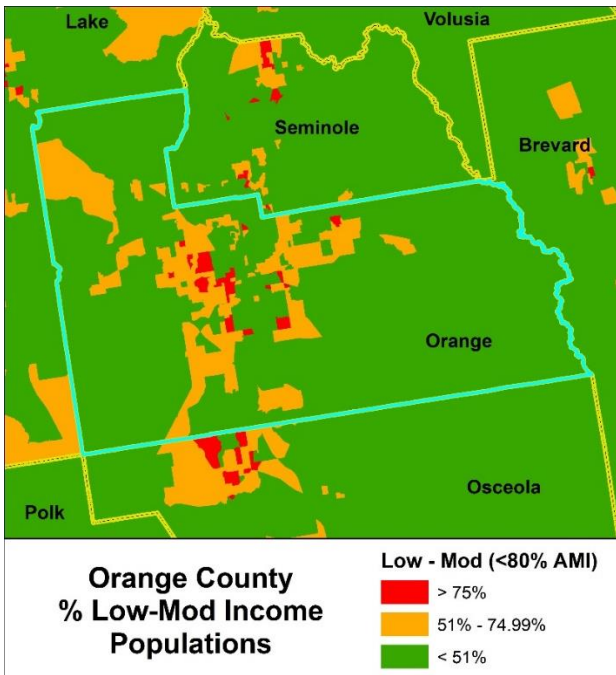 Lake
Volusia
Seminole
Brevard
Orange
Osceola
Polk
Orange County
% Low-Mod Income
Populations
Low - Mod (<80% AMI)
> 75%
51% - 74.99%
< 51%